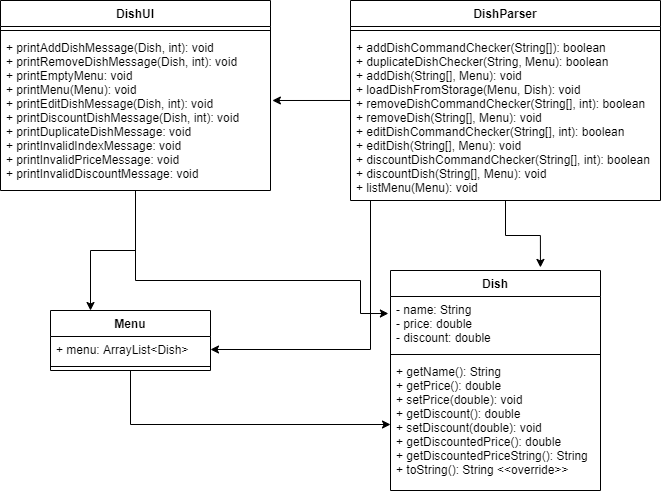 DishUI
+ printAddDishMessage(Dish, int): void
+ printRemoveDishMessage(Dish, int): void
+ printEmptyMenu: void
+ printMenu(Menu): void
+ printEditDishMessage(Dish, int): void
+ printDiscountDishMessage(Dish, int): void
+ printDuplicateDishMessage: void
+ printInvalidIndexMessage: void
+ printInvalidPriceMessage: void
+ printInvalidDiscountMessage: void
DishParser
+ addDishCommandChecker(String[]): boolean
+ duplicateDishChecker(String, Menu): boolean
+ addDish(String[], Menu): void
+ loadDishFromStorage(Menu, Dish): void
+ removeDishCommandChecker(String[], int): boolean
+ removeDish(String[], Menu): void
+ editDishCommandChecker(String[], int): boolean
+ editDish(String[], Menu): void
+ discountDishCommandChecker(String[], int): boolean
+ discountDish(String[], Menu): void
+ listMenu(Menu): void
Menu
+ menu: ArrayList<Dish>
Dish
- name: String
- price: double
- discount: double
+ getName(): String
+ getPrice(): double
+ setPrice(double): void
+ getDiscount(): double
+ setDiscount(double): void
+ getDiscountedPrice(): double
+ getDiscountedPriceString(): String
+ toString(): String <<override>>